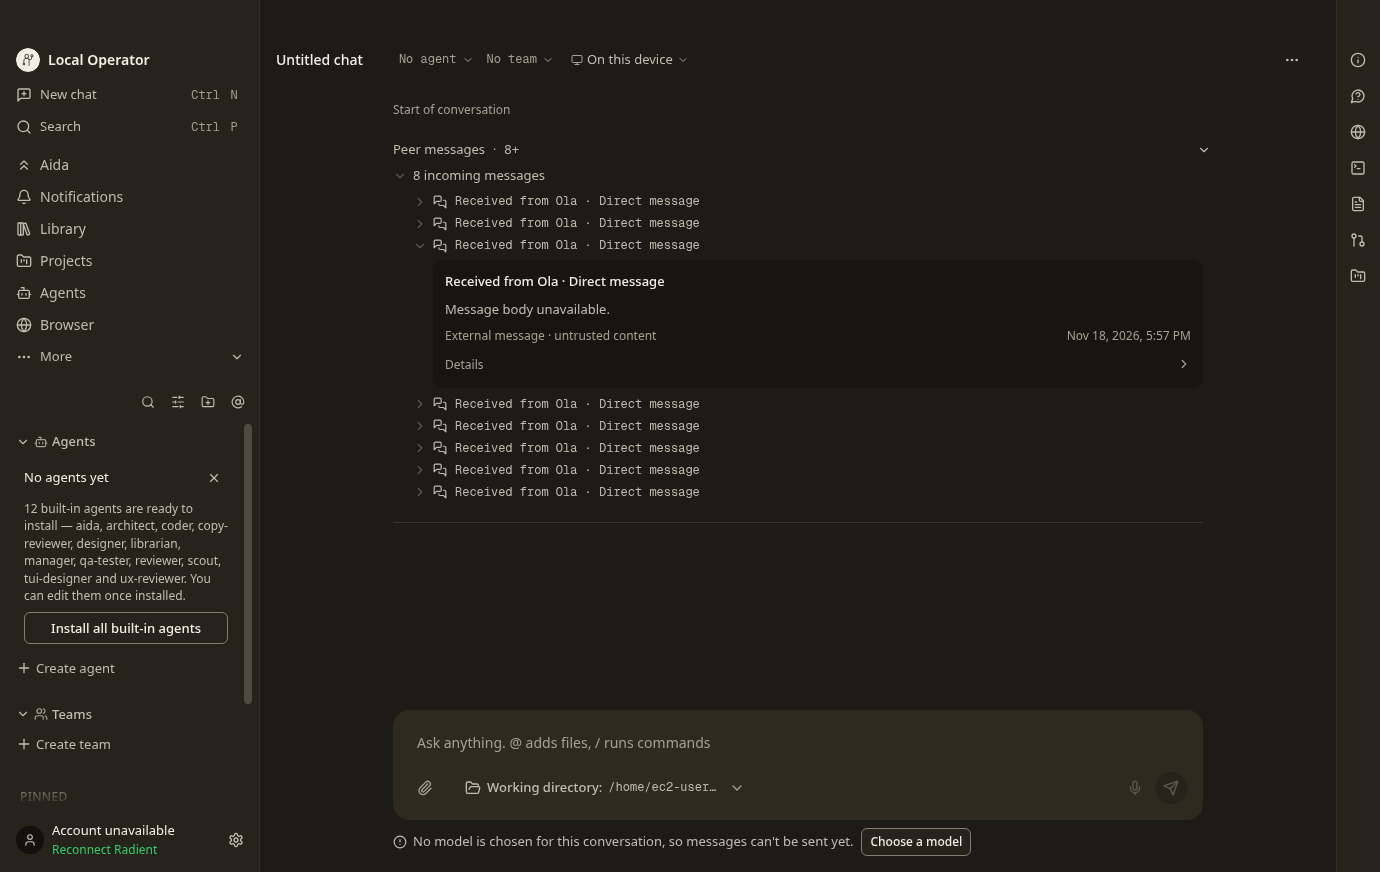 Local Operator
New chat Ctrl N
Search Ctrl P
Aida
Notifications
Library
Projects
Agents
Browser
More
Agents
No agents yet
12 built-in agents are ready to
install — aida, architect, coder, copy-
reviewer, designer, librarian,
manager, qa-tester, reviewer, scout,
tui-designer and ux-reviewer. You
can edit them once installed.
Install all built-in agents
Create agent
Teams
Create team
PINNED
Account unavailable
Reconnect Radient
Untitled chat No agent No team On this device
Start of conversation
Peer messages · 8+
8 incoming messages
Received from Ola · Direct message
Received from Ola · Direct message
Received from Ola · Direct message
Received from Ola · Direct message
Message body unavailable.
External message · untrusted content Nov 18, 2026, 5:57 PM
Details
Received from Ola · Direct message
Received from Ola · Direct message
Received from Ola · Direct message
Received from Ola · Direct message
Received from Ola · Direct message
Ask anything. @ adds files, / runs commands
Working directory: /home/ec2-user…
No model is chosen for this conversation, so messages can't be sent yet. Choose a model